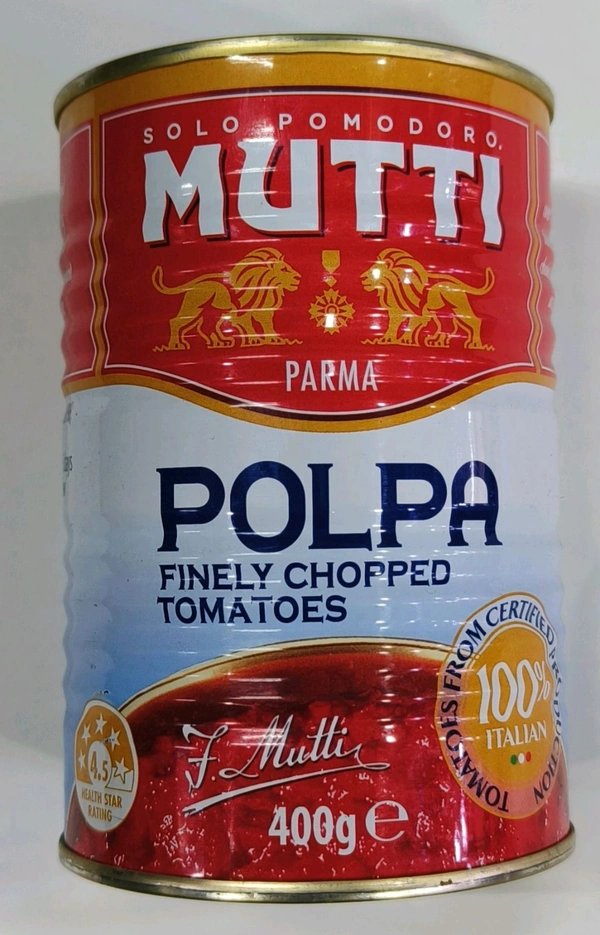 SOLO POMODORO.
MUTTI
PARMA
POLPA
FINELY CHOPPED
TOMATOES
TOMATOES FROM CERTIFIED PRODUCTION
100%
ITALIAN
4.5
HEALTH STAR
RATING
F. Mutti
400g e